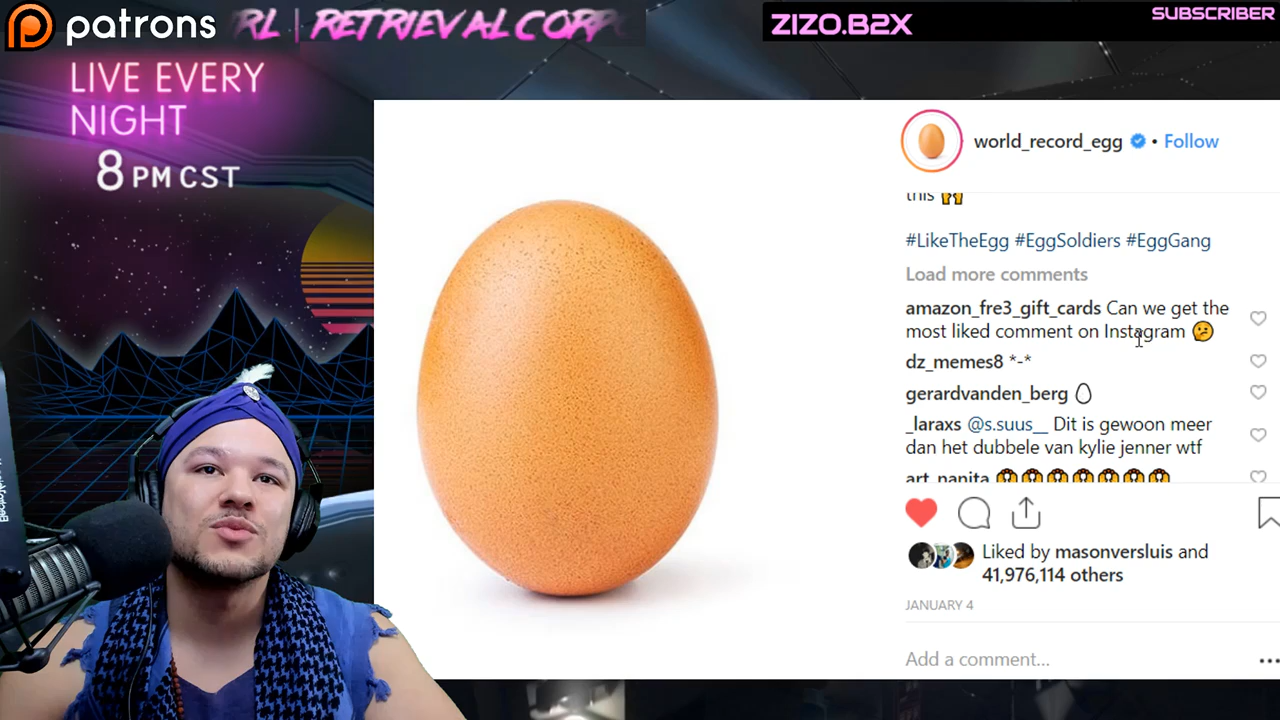 patrons
RL | RETRIEVAL CORP
ZIZO.B2X
SUBSCRIBER
LIVE EVERY
NIGHT
8 PM CST
world_record_egg • Follow
this 🙌
#LikeTheEgg #EggSoldiers #EggGang
Load more comments
amazon_fre3_gift_cards Can we get the
most liked comment on Instagram 🤔
dz_memes8 *-*
gerardvanden_berg
_laraxs @s.suus__ Dit is gewoon meer
dan het dubbele van kylie jenner wtf
art_nanita 😱😱😱😱😱😱😱
Liked by masonversluis and
41,976,114 others
JANUARY 4
Add a comment…